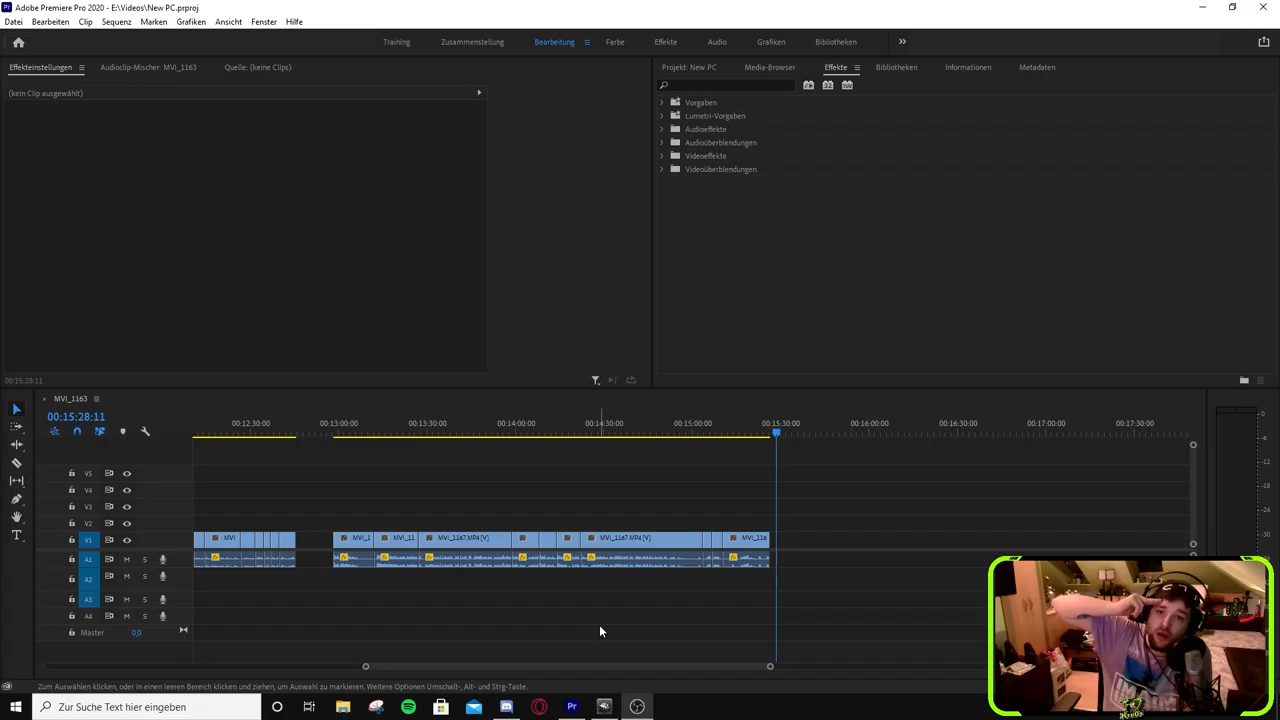 Adobe Premiere Pro 2020 - E:\Videos\New PC.prproj
Datei Bearbeiten Clip Sequenz Marken Grafiken Ansicht Fenster Hilfe
Training Zusammenstellung Bearbeitung Farbe Effekte Audio Grafiken Bibliotheken
Effekteinstellungen Audioclip-Mischer: MVI_1163 Quelle: (keine Clips)
Projekt: New PC Media-Browser Effekte Bibliotheken Informationen Metadaten
(kein Clip ausgewählt)
Vorgaben
Lumetri-Vorgaben
Audioeffekte
Audioüberblendungen
Videoeffekte
Videoüberblendungen
00:15:28:11
MVI_1163
00:15:28:11
00:12:30:00 00:13:00:00 00:13:30:00 00:14:00:00 00:14:30:00 00:15:00:00 00:15:30:00 00:16:00:00 00:16:30:00 00:17:00:00 00:17:30:00
V5
V4
V3
V2
V1 MVI MVI_1 MVI_11 MVI_1167.MP4 [V] MVI_1167.MP4 [V] MVI_116
A1 M S
A2 M S
A3 M S
A4 M S
Master 0,0
0
-6
-12
-18
-24
-30
Zum Auswählen klicken, oder in einen leeren Bereich klicken und ziehen, um Auswahl zu markieren. Weitere Optionen Umschalt-, Alt- und Strg-Taste.
Zur Suche Text hier eingeben